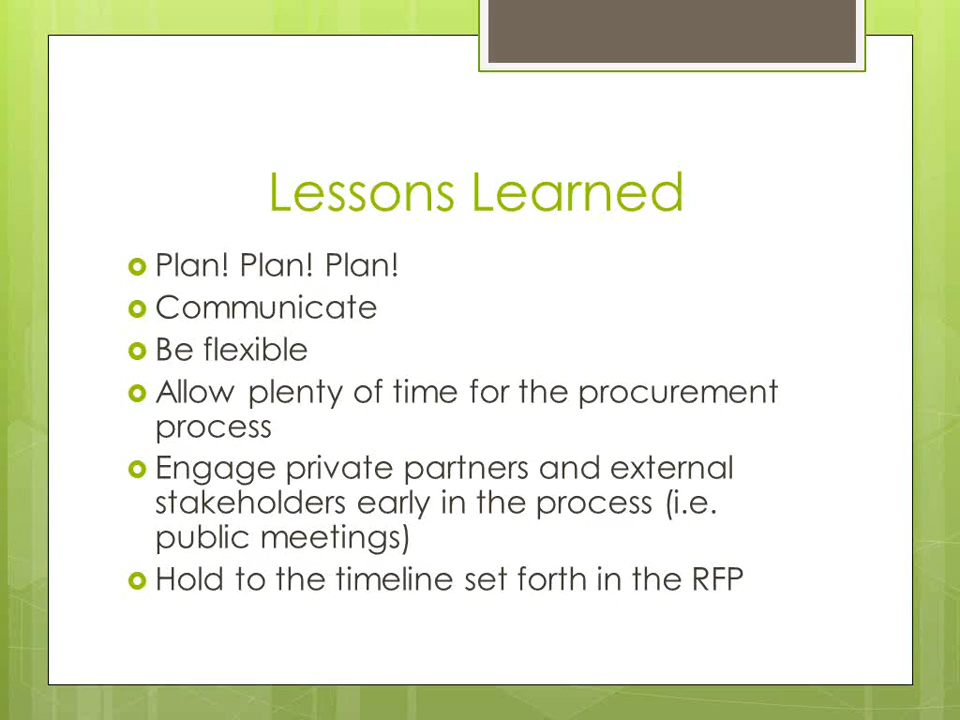 Lessons Learned
Plan! Plan! Plan!
Communicate
Be flexible
Allow plenty of time for the procurement
process
Engage private partners and external
stakeholders early in the process (i.e.
public meetings)
Hold to the timeline set forth in the RFP